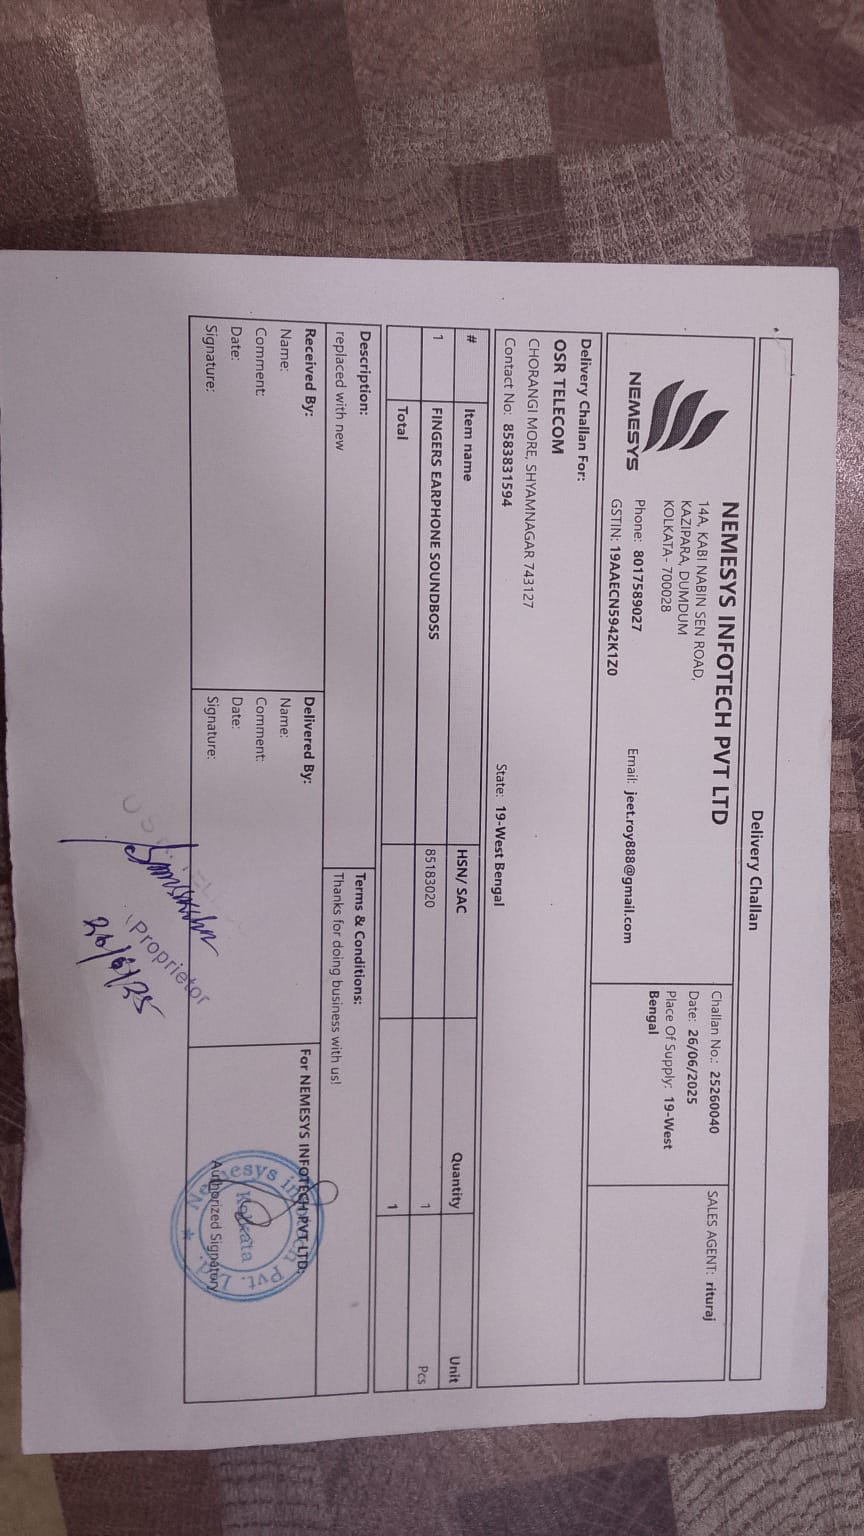 Delivery Challan
NEMESYS
NEMESYS INFOTECH PVT LTD
14A, KABI NABIN SEN ROAD,
KAZIPARA, DUMDUM
KOLKATA- 700028
Phone: 8017589027 Email: jeet.roy888@gmail.com
GSTIN: 19AAECN5942K1Z0
Challan No.: 25260040
Date: 26/06/2025
Place Of Supply: 19-West
Bengal
SALES AGENT: rituraj
Delivery Challan For:
OSR TELECOM
CHORANGI MORE, SHYAMNAGAR 743127
Contact No: 8583831594 State: 19-West Bengal
# Item name HSN/ SAC Quantity Unit
1 FINGERS EARPHONE SOUNDBOSS 85183020 1 Pcs
Total 1
Description:
replaced with new
Terms & Conditions:
Thanks for doing business with us!
Received By:
Name:
Comment:
Date:
Signature:
Delivered By:
Name:
Comment:
Date:
Signature:
For NEMESYS INFOTECH PVT LTD:
Authorized Signatory
Nemesys Infotech Pvt. Ltd.
Kolkata
Proprietor
26/6/25